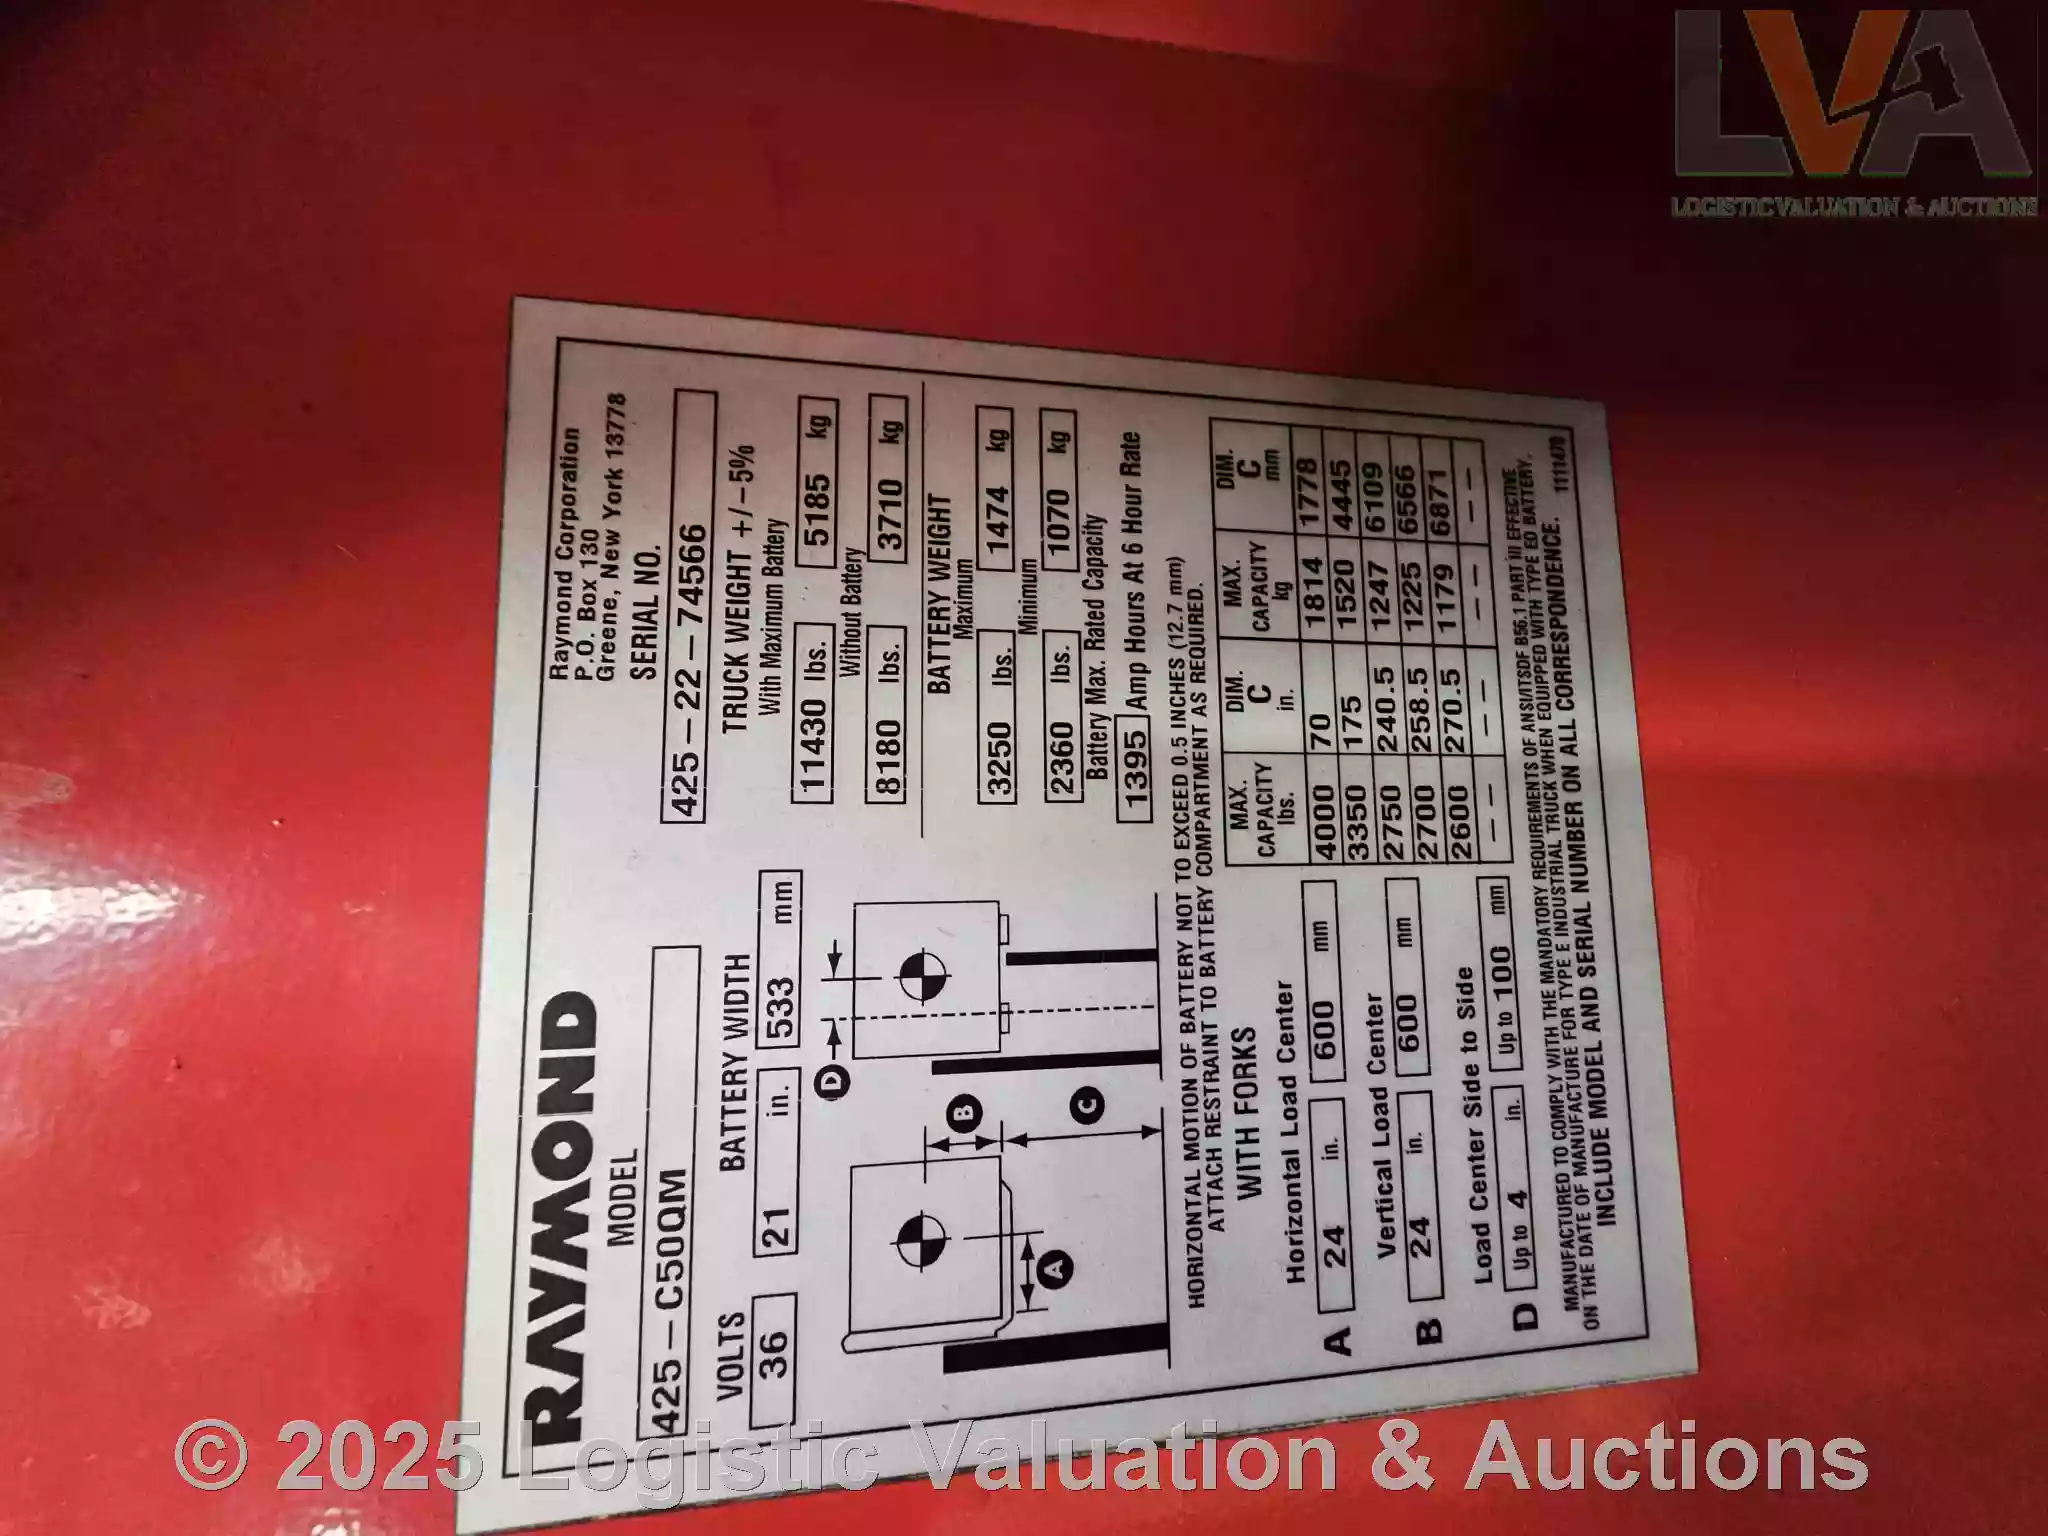 LVA
LOGISTIC VALUATION & AUCTIONS
RAYMOND
Raymond Corporation
P.O. Box 130
Greene, New York 13778
MODEL
425-C50QM
SERIAL NO.
425-22-74566
VOLTS
36
BATTERY WIDTH
21 in. 533 mm
TRUCK WEIGHT +/-5%
With Maximum Battery
11430 lbs. 5185 kg
Without Battery
8180 lbs. 3710 kg
BATTERY WEIGHT
Maximum
3250 lbs. 1474 kg
Minimum
2360 lbs. 1070 kg
Battery Max. Rated Capacity
1395 Amp Hours At 6 Hour Rate
D
B
C
A
HORIZONTAL MOTION OF BATTERY NOT TO EXCEED 0.5 INCHES (12.7 mm)
ATTACH RESTRAINT TO BATTERY COMPARTMENT AS REQUIRED.
WITH FORKS
Horizontal Load Center
A 24 in. 600 mm
Vertical Load Center
B 24 in. 600 mm
Load Center Side to Side
D Up to 4 in. Up to 100 mm
MAX. CAPACITY lbs. DIM. C in. MAX. CAPACITY kg DIM. C mm
4000 70 1814 1778
3350 175 1520 4445
2750 240.5 1247 6109
2700 258.5 1225 6566
2600 270.5 1179 6871
-- -- -- --
MANUFACTURED TO COMPLY WITH THE MANDATORY REQUIREMENTS OF ANSI/ITSDF B56.1 PART III EFFECTIVE
ON THE DATE OF MANUFACTURE FOR TYPE E INDUSTRIAL TRUCK WHEN EQUIPPED WITH TYPE ED BATTERY.
INCLUDE MODEL AND SERIAL NUMBER ON ALL CORRESPONDENCE. 1111470
© 2025 Logistic Valuation & Auctions